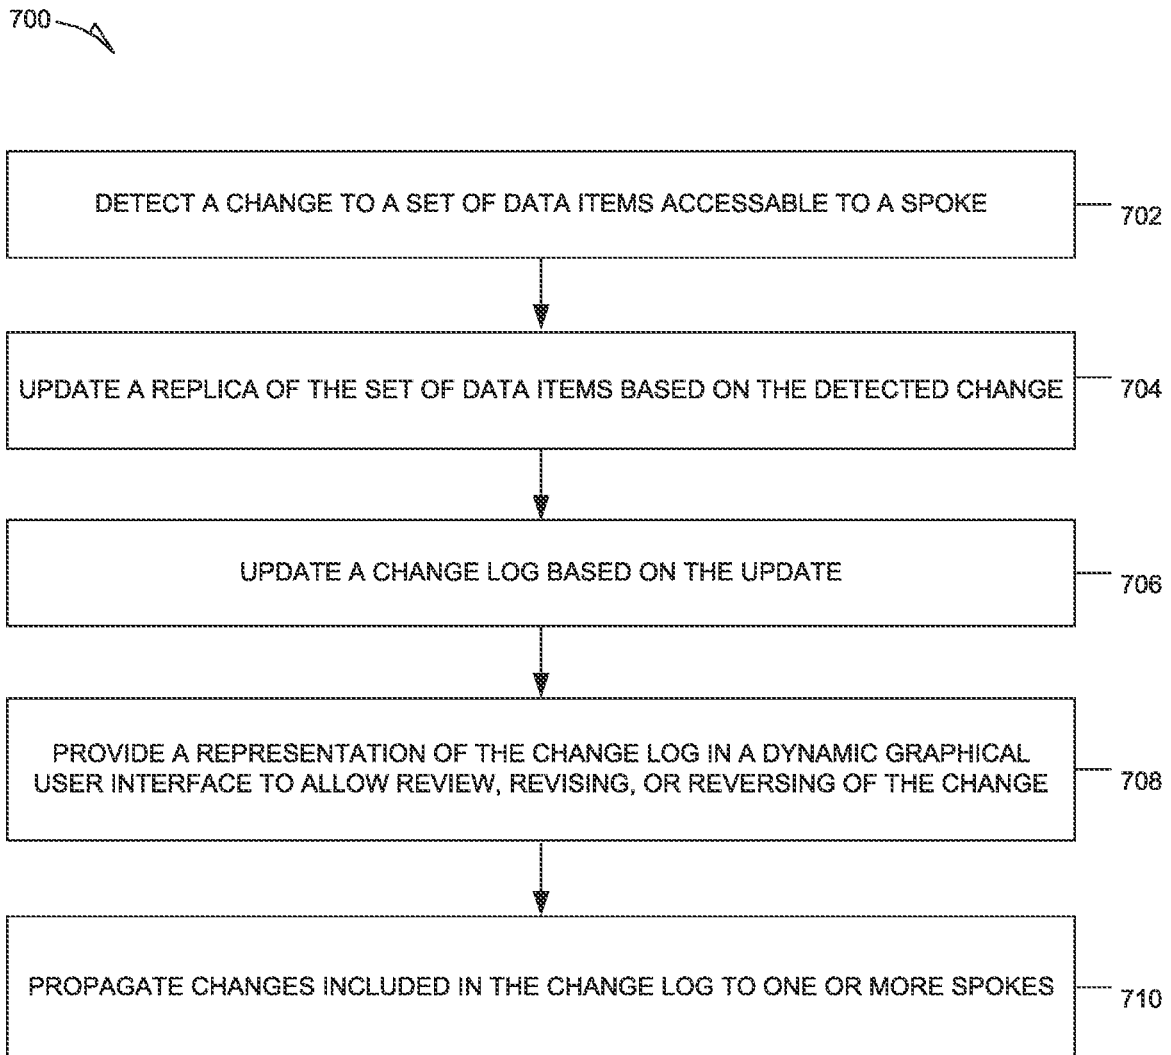 700
DETECT A CHANGE TO A SET OF DATA ITEMS ACCESSABLE TO A SPOKE
702
UPDATE A REPLICA OF THE SET OF DATA ITEMS BASED ON THE DETECTED CHANGE
704
UPDATE A CHANGE LOG BASED ON THE UPDATE
706
PROVIDE A REPRESENTATION OF THE CHANGE LOG IN A DYNAMIC GRAPHICAL
USER INTERFACE TO ALLOW REVIEW, REVISING, OR REVERSING OF THE CHANGE
708
PROPAGATE CHANGES INCLUDED IN THE CHANGE LOG TO ONE OR MORE SPOKES
710